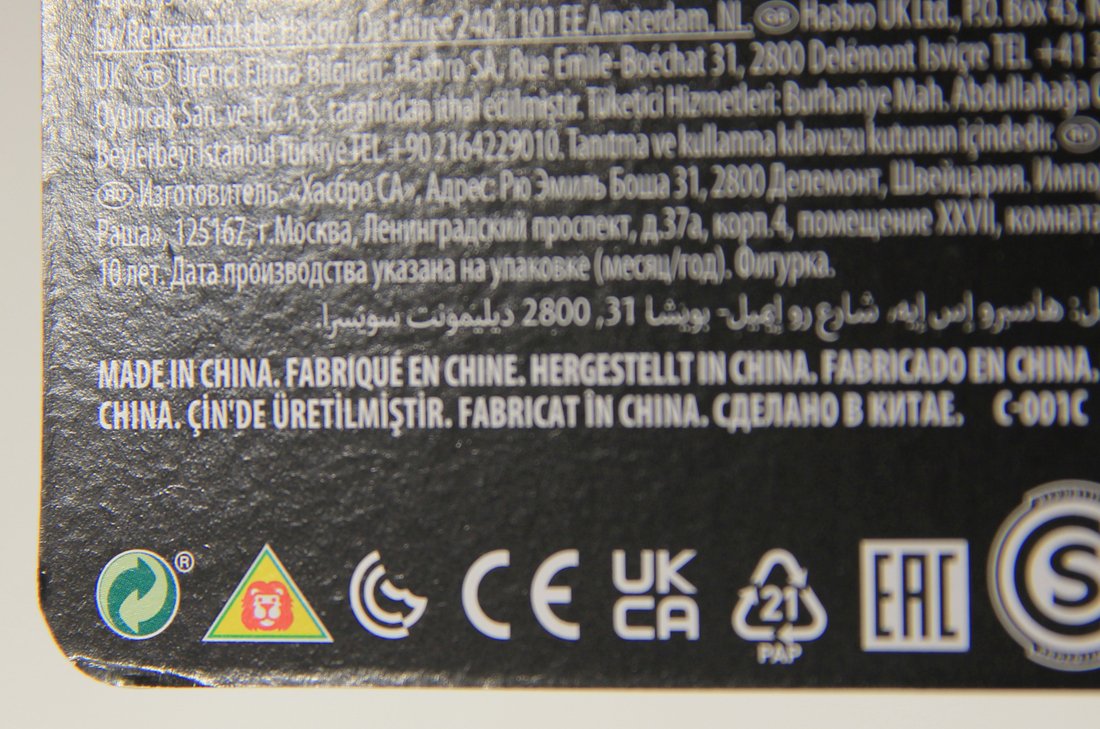 by/Reprezentat de: Hasbro, De Entree 240, 1101 EE Amsterdam, NL. GB Hasbro UK Ltd., P.O. Box 43,
UK. TR Üretici Firma Bilgileri: Hasbro SA, Rue Emile-Boéchat 31, 2800 Delémont İsviçre TEL +41
Oyuncak San. ve Tic. A.Ş. tarafından ithal edilmiştir. Tüketici Hizmetleri: Burhaniye Mah. Abdullahağa
Beylerbeyi İstanbul Türkiye TEL +90 2164229010. Tanıtma ve kullanma kılavuzu kutunun içindedir.
Изготовитель: «Хасбро СА», Адрес: Рю Эмиль Боша 31, 2800 Делемонт, Швейцария.
Раша», 125167, г.Москва, Ленинградский проспект, д.37а, корп.4, помещение XXVII,
10 лет. Дата производства указана на упаковке (месяц/год). Фигурка.
هاسبرو إس إيه، شارع رو إيميل- بويشا 31, 2800 ديليمونت سويسرا.
MADE IN CHINA. FABRIQUÉ EN CHINE. HERGESTELLT IN CHINA. FABRICADO EN CHINA.
CHINA. ÇİN'DE ÜRETİLMİŞTİR. FABRICAT ÎN CHINA. СДЕЛАНО В КИТАЕ. C-001C
® CE UK CA 21 PAP EAC S